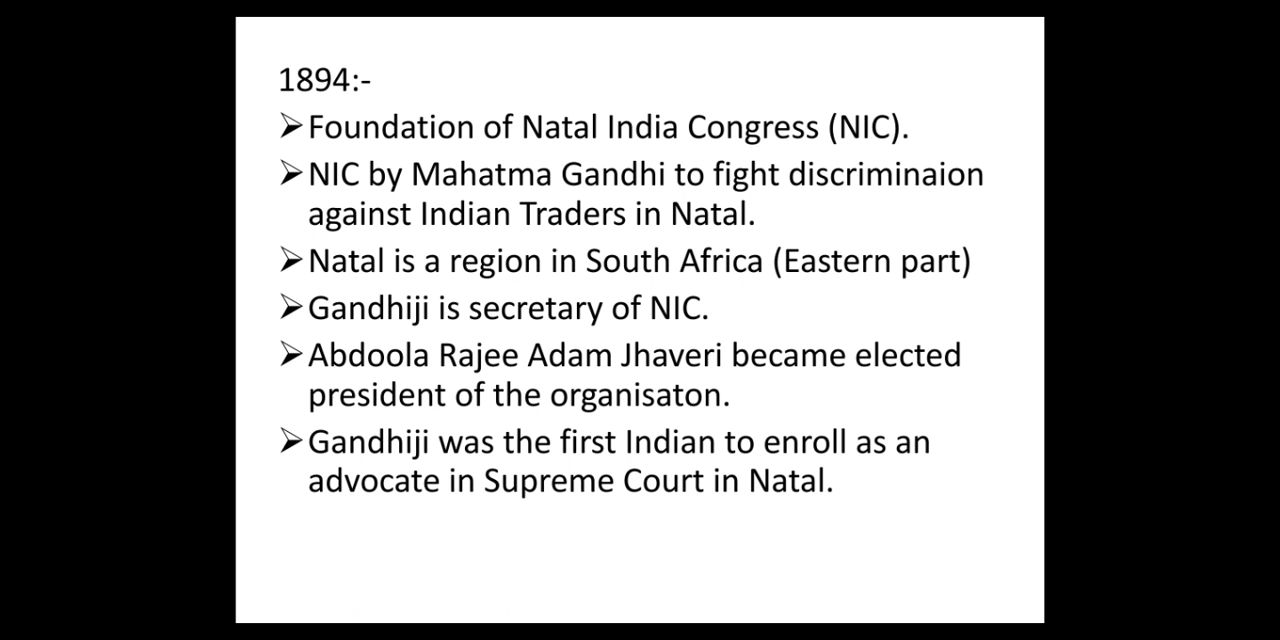 1894:-
➢Foundation of Natal India Congress (NIC).
➢NIC by Mahatma Gandhi to fight discriminaion
against Indian Traders in Natal.
➢Natal is a region in South Africa (Eastern part)
➢Gandhiji is secretary of NIC.
➢Abdoola Rajee Adam Jhaveri became elected
president of the organisaton.
➢Gandhiji was the first Indian to enroll as an
advocate in Supreme Court in Natal.